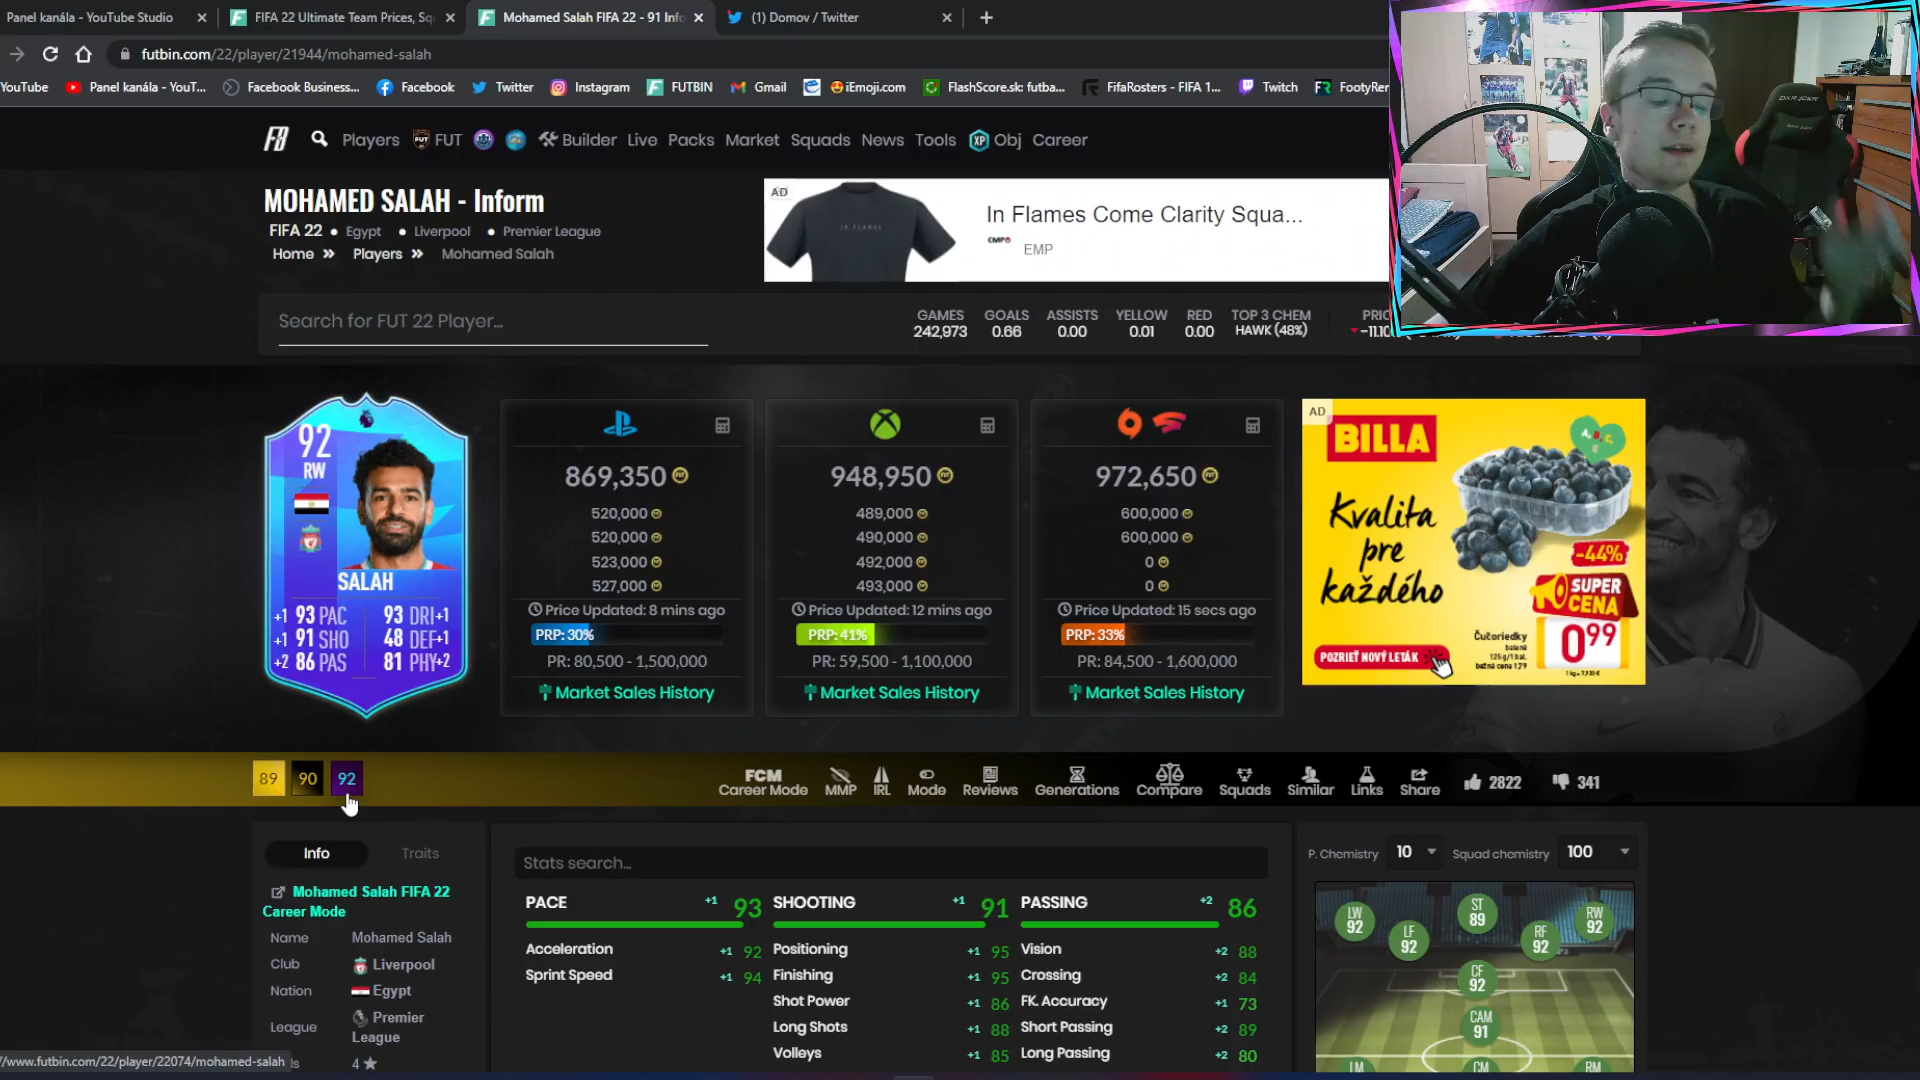 Panel kanála - YouTube Studio
FIFA 22 Ultimate Team Prices, Sq
Mohamed Salah FIFA 22 - 91 Info
(1) Domov / Twitter
futbin.com/22/player/21944/mohamed-salah
YouTube
Panel kanála - YouT...
Facebook Business...
Facebook
Twitter
Instagram
FUTBIN
Gmail
iEmoji.com
FlashScore.sk: futba...
FifaRosters - FIFA 1...
Twitch
FR
FootyRen
FB
Players
FUT
Builder
Live
Packs
Market
Squads
News
Tools
XP
Obj
Career
MOHAMED SALAH - Inform
FIFA 22 • Egypt • Liverpool • Premier League
Home » Players » Mohamed Salah
AD
IN FLAMES
In Flames Come Clarity Squa...
EMP
EMP
Search for FUT 22 Player...
GAMES
242,973
GOALS
0.66
ASSISTS
0.00
YELLOW
0.01
RED
0.00
TOP 3 CHEM
HAWK (48%)
92
RW
SALAH
+1 93 PAC 93 DRI+1
+1 91 SHO 48 DEF+1
+2 86 PAS 81 PHY+2
869,350
520,000
520,000
523,000
527,000
Price Updated: 8 mins ago
PRP: 30%
PR: 80,500 - 1,500,000
Market Sales History
948,950
489,000
490,000
492,000
493,000
Price Updated: 12 mins ago
PRP: 41%
PR: 59,500 - 1,100,000
Market Sales History
972,650
600,000
600,000
0
0
Price Updated: 15 secs ago
PRP: 33%
PR: 84,500 - 1,600,000
Market Sales History
AD
BILLA
Kvalita
pre
každého
-44%
SUPER
CENA
Čučoriedky
0 99
POZRIEŤ NOVÝ LETÁK
89 90 92
FCM
Career Mode
MMP
IRL
Mode
Reviews
Generations
Compare
Squads
Similar
Links
Share
2822
341
Info
Traits
Mohamed Salah FIFA 22
Career Mode
Name Mohamed Salah
Club Liverpool
Nation Egypt
League Premier
League
4★
Stats search...
PACE +1 93
Acceleration +1 92
Sprint Speed +1 94
SHOOTING +1 91
Positioning +1 95
Finishing +1 95
Shot Power +1 86
Long Shots +1 88
Volleys +1 85
PASSING +2 86
Vision +2 88
Crossing +2 84
FK. Accuracy +1 73
Short Passing +2 89
Long Passing +2 80
P. Chemistry 10
Squad chemistry 100
LW
92
ST
89
RW
92
LF
92
RF
92
CF
92
CAM
91
LM
CM
RM
//www.futbin.com/22/player/22074/mohamed-salah